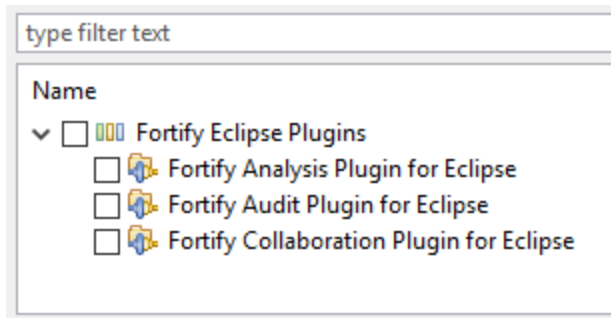 type filter text
Name
Fortify Eclipse Plugins
Fortify Analysis Plugin for Eclipse
Fortify Audit Plugin for Eclipse
Fortify Collaboration Plugin for Eclipse